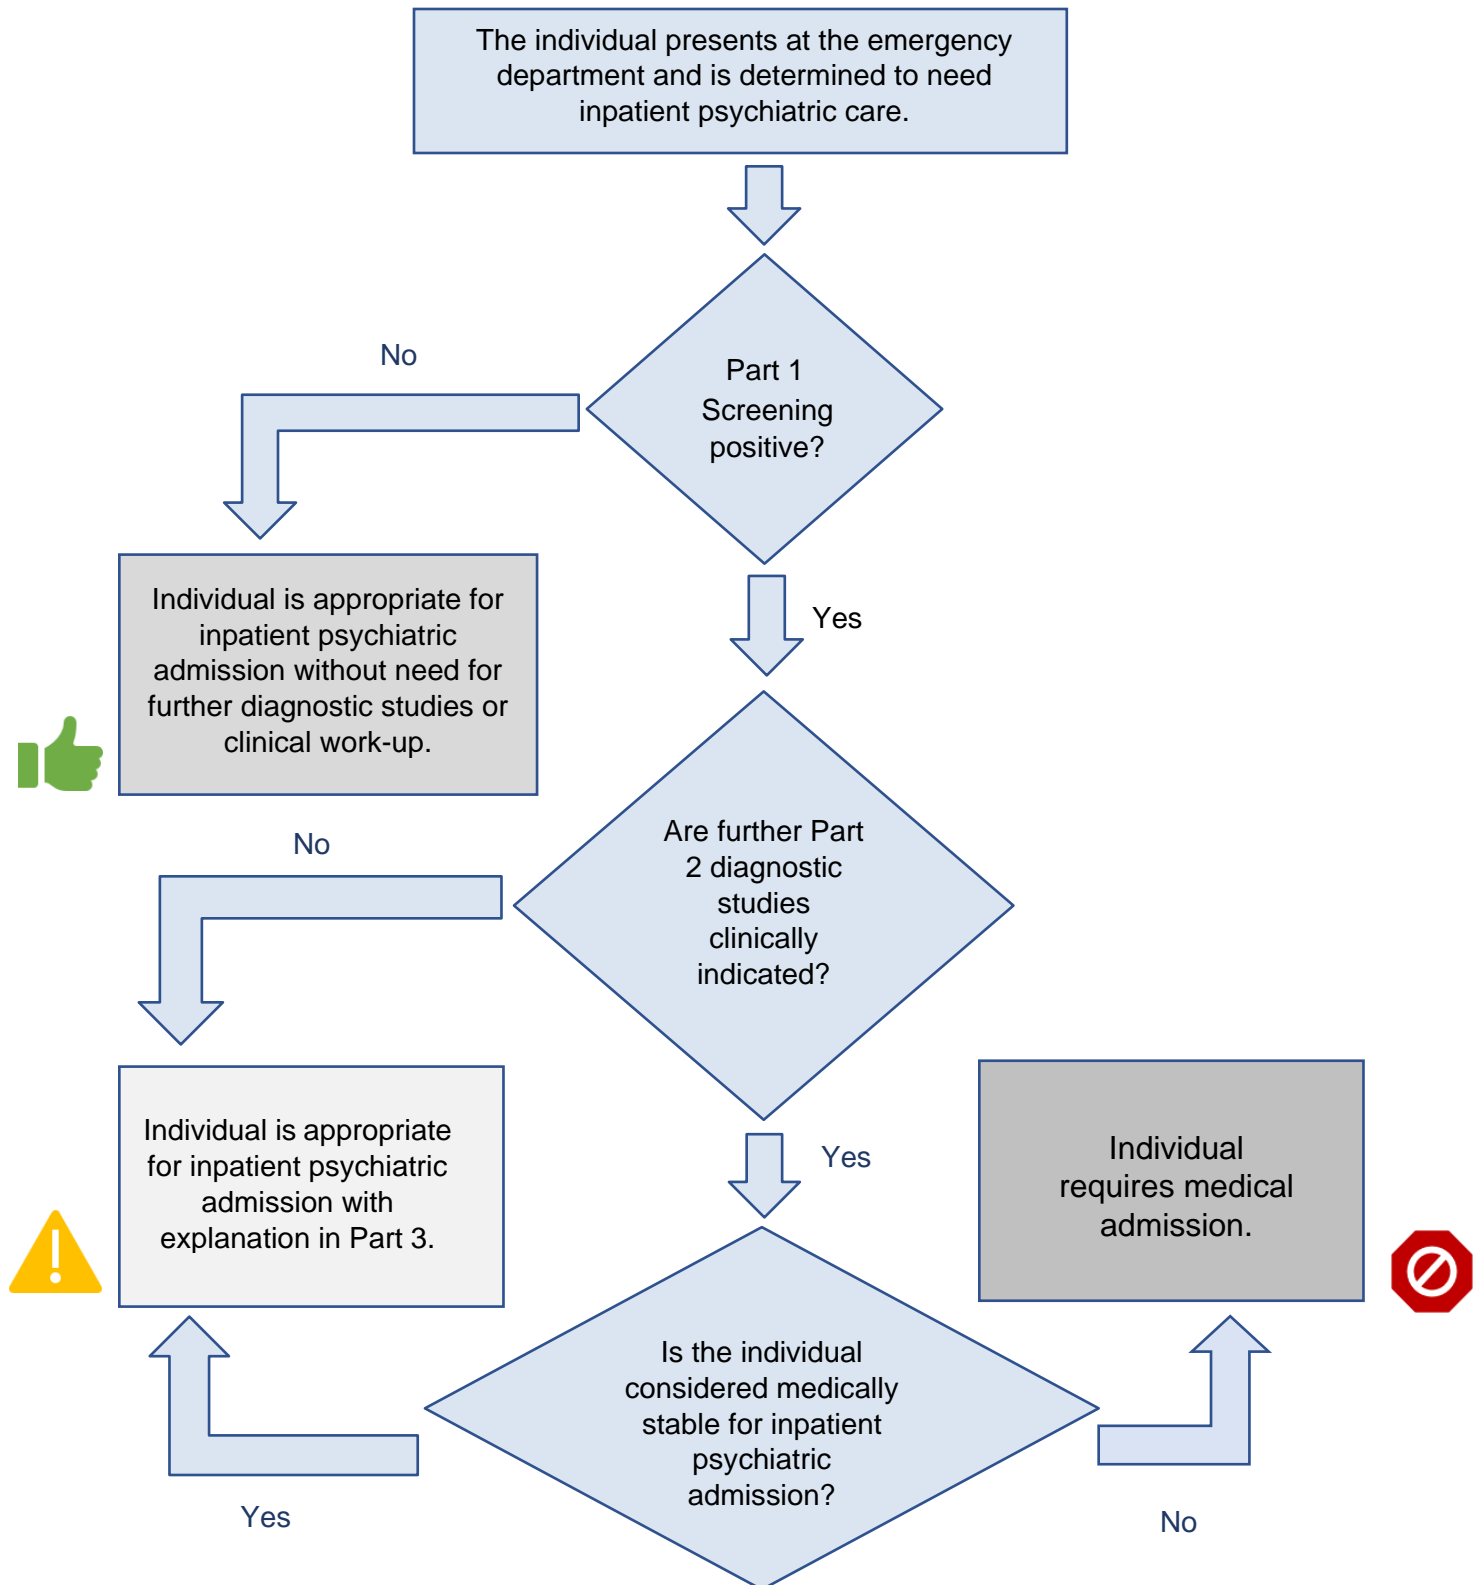 The individual presents at the emergency
department and is determined to need
inpatient psychiatric care.
No
Part 1
Screening
positive?
Individual is appropriate for
inpatient psychiatric
admission without need for
further diagnostic studies or
clinical work-up.
Yes
No
Are further Part
2 diagnostic
studies
clinically
indicated?
Individual is appropriate
for inpatient psychiatric
admission with
explanation in Part 3.
Yes
Individual
requires medical
admission.
Is the individual
considered medically
stable for inpatient
psychiatric
admission?
Yes
No